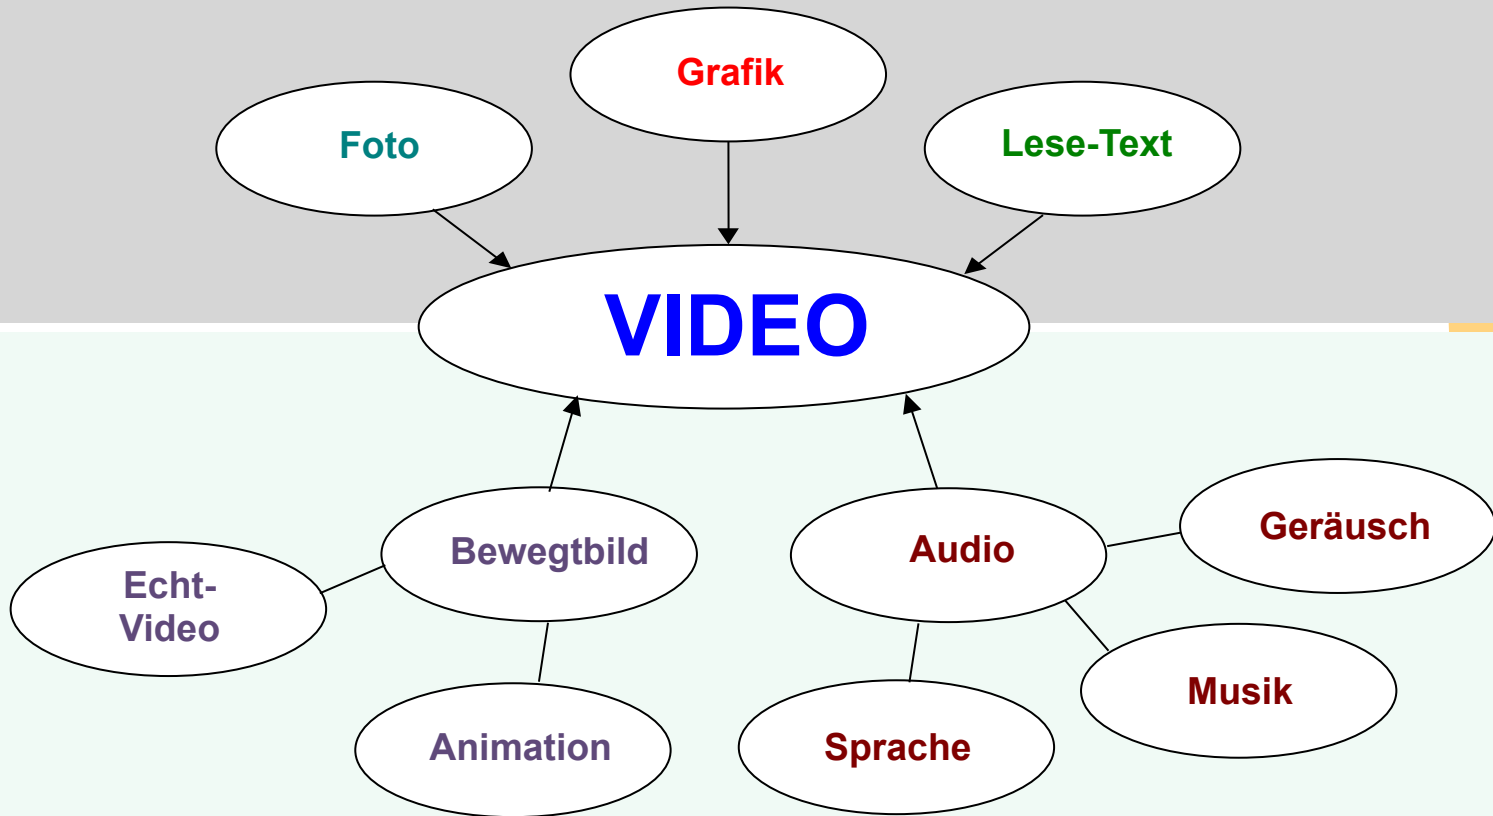 Grafik
Foto
Lese-Text
VIDEO
Bewegtbild
Audio
Geräusch
Echt-
Video
Animation
Sprache
Musik